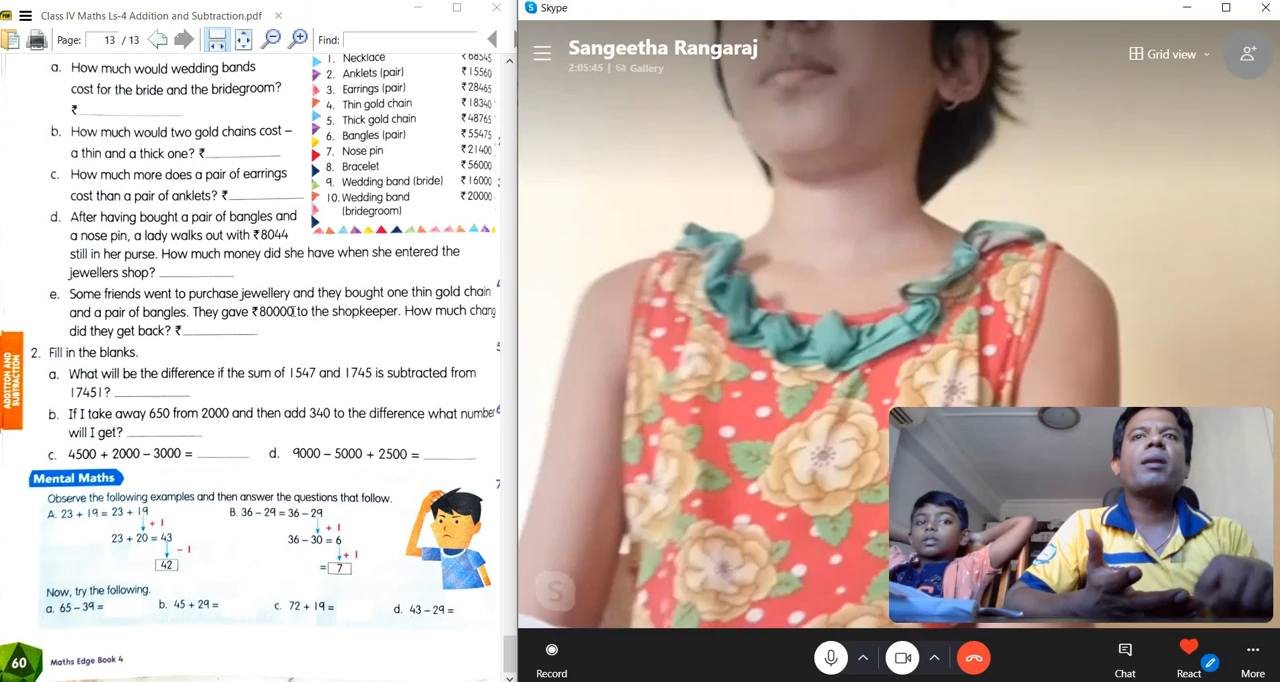 Class IV Maths Ls-4 Addition and Subtraction.pdf
Page: 13 / 13 Find:
a. How much would wedding bands
cost for the bride and the bridegroom?
₹
b. How much would two gold chains cost –
a thin and a thick one? ₹
c. How much more does a pair of earrings
cost than a pair of anklets? ₹
d. After having bought a pair of bangles and
a nose pin, a lady walks out with ₹8044
still in her purse. How much money did she have when she entered the
jewellers shop?
e. Some friends went to purchase jewellery and they bought one thin gold chain
and a pair of bangles. They gave ₹80000 to the shopkeeper. How much chang
did they get back? ₹
1. Necklace ₹68545
2. Anklets (pair) ₹15560
3. Earrings (pair) ₹28465
4. Thin gold chain ₹18340
5. Thick gold chain ₹48765
6. Bangles (pair) ₹55475
7. Nose pin ₹21400
8. Bracelet ₹56000
9. Wedding band (bride) ₹16000
10. Wedding band ₹20000
(bridegroom)
ADDITION AND
SUBTRACTION
2. Fill in the blanks.
a. What will be the difference if the sum of 1547 and 1745 is subtracted from
17451?
b. If I take away 650 from 2000 and then add 340 to the difference what number
will I get?
c. 4500 + 2000 – 3000 = d. 9000 – 5000 + 2500 =
Mental Maths
Observe the following examples and then answer the questions that follow.
A. 23 + 19 = 23 + 19 B. 36 – 29 = 36 – 29
+ 1 + 1
23 + 20 = 43 36 – 30 = 6
– 1 + 1
42 = 7
Now, try the following.
a. 65 – 39 = b. 45 + 29 = c. 72 + 19 = d. 43 – 29 =
60 Maths Edge Book 4
Skype
Sangeetha Rangaraj
2:05:45 | Gallery
Grid view
Record
Chat
React
More